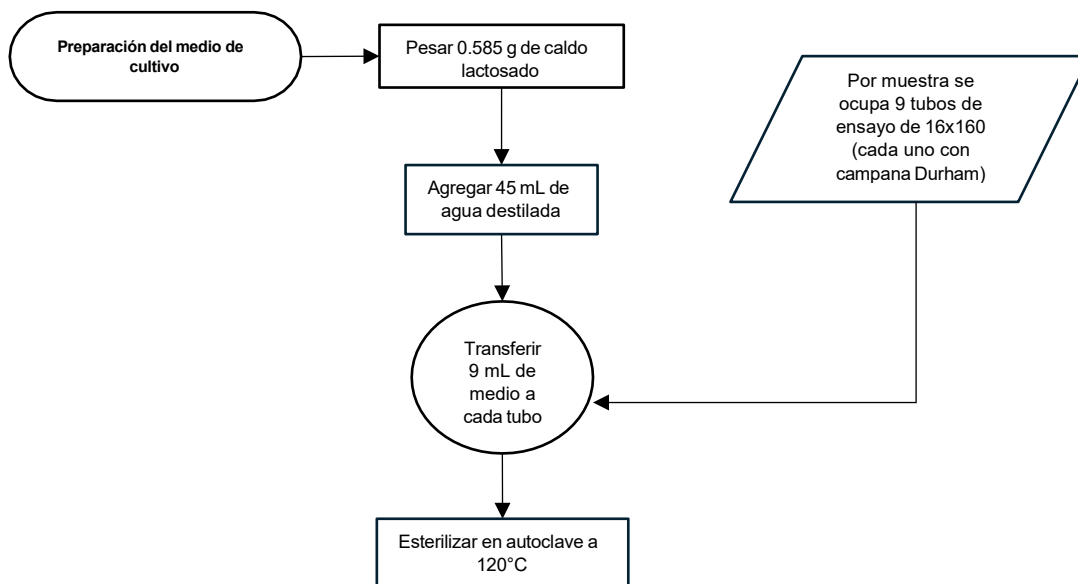 Preparación del medio de
cultivo
Pesar 0.585 g de caldo
lactosado
Por muestra se
ocupa 9 tubos de
ensayo de 16x160
(cada uno con
campana Durham)
Agregar 45 mL de
agua destilada
Transferir
9 mL de
medio a
cada tubo
Esterilizar en autoclave a
120°C